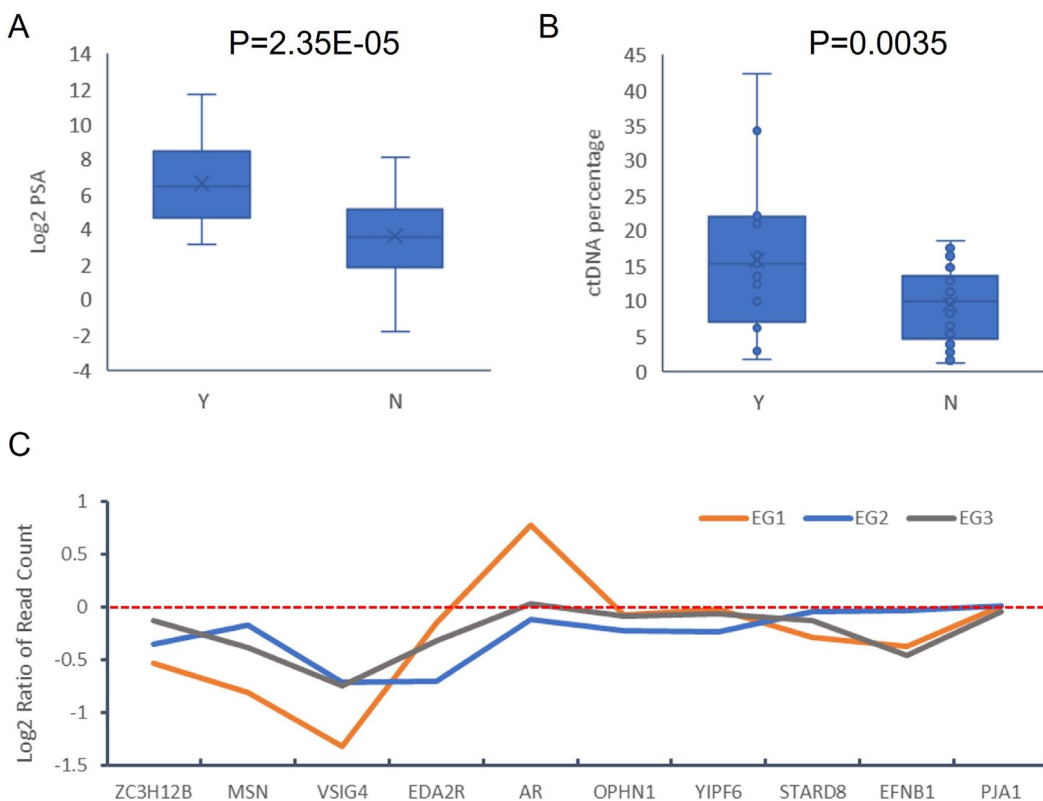 A
P=2.35E-05
Log2 PSA
14
12
10
8
6
4
2
0
-2
-4
Y N
B
P=0.0035
ctDNA percentage
45
40
35
30
25
20
15
10
5
0
Y N
C
Log2 Ratio of Read Count
1
0.5
0
-0.5
-1
-1.5
EG1 EG2 EG3
ZC3H12B MSN VSIG4 EDA2R AR OPHN1 YIPF6 STARD8 EFNB1 PJA1